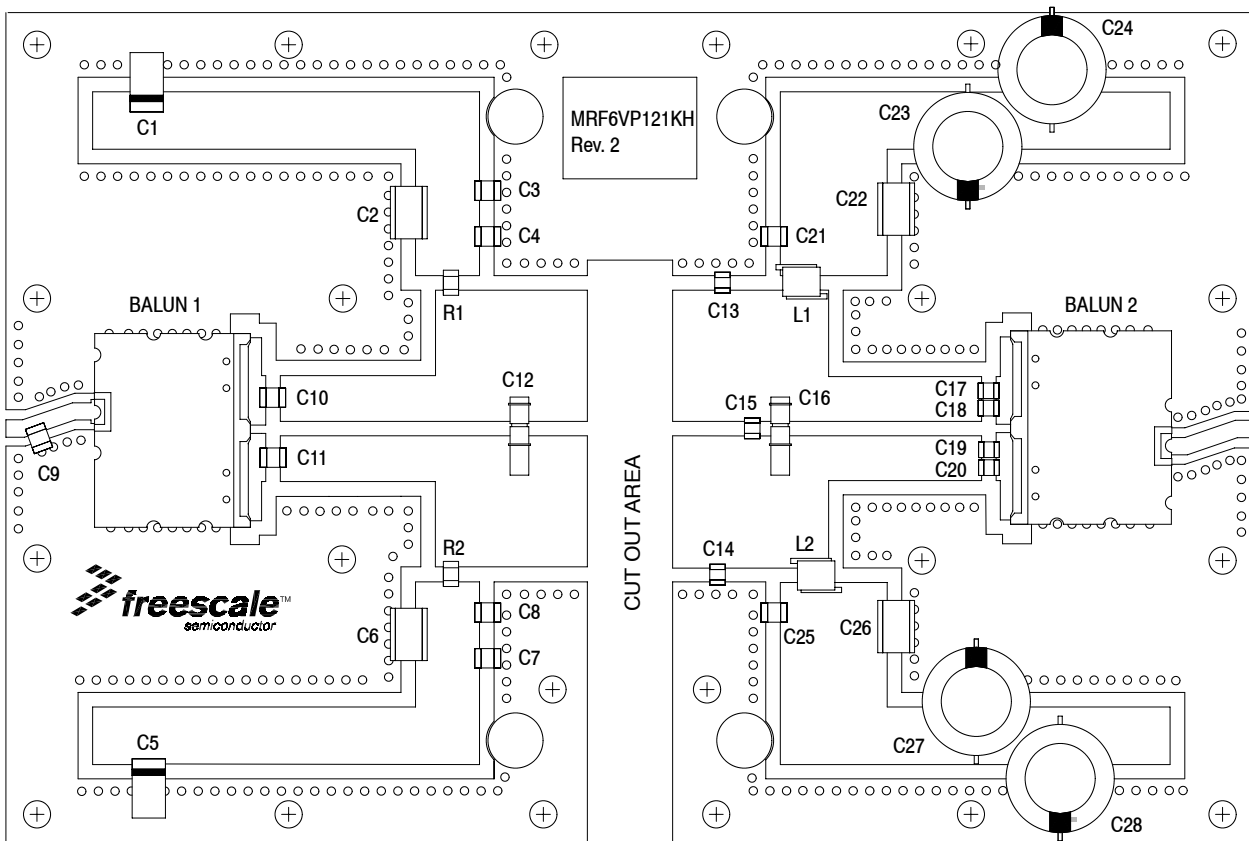 C24
C23
C1
MRF6VP121KH
Rev. 2
C3
C2
C22
C4
C21
BALUN 1
R1
C13
L1
BALUN 2
C12
C10
C15
C16
C17
C18
C9
C11
C19
C20
CUT OUT AREA
R2
C14
L2
freescale™
semiconductor
C8
C6
C25
C26
C7
C5
C27
C28